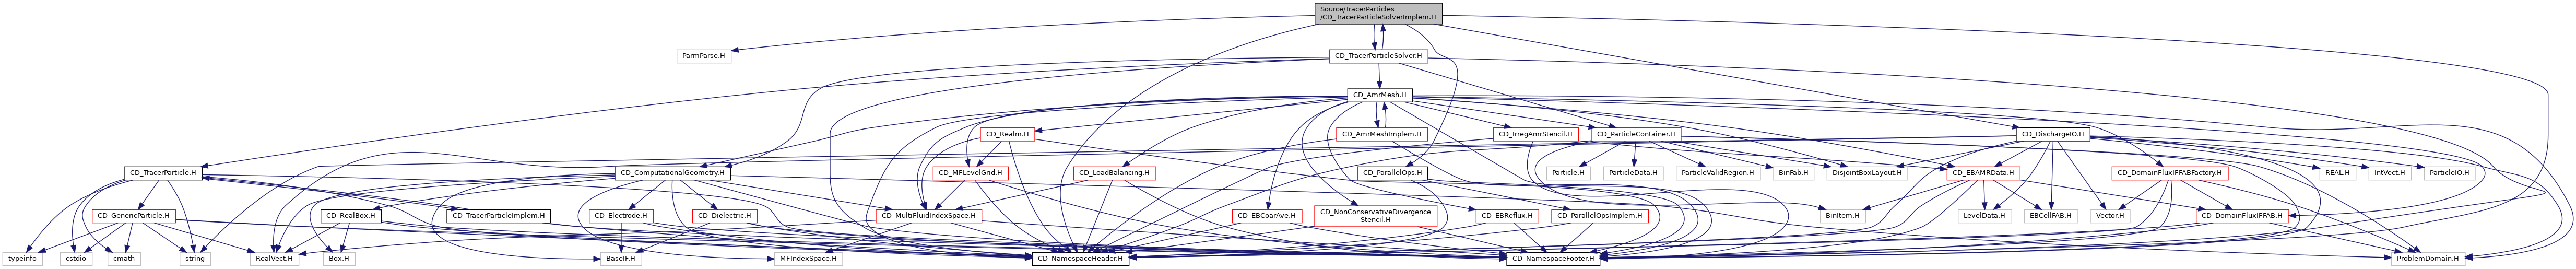 Source/TracerParticles
/CD_TracerParticleSolverImplem.H
ParmParse.H
CD_TracerParticleSolver.H
CD_AmrMesh.H
CD_Realm.H
CD_AmrMeshImplem.H
CD_IrregAmrStencil.H
CD_ParticleContainer.H
CD_DischargeIO.H
CD_TracerParticle.H
CD_ComputationalGeometry.H
CD_MFLevelGrid.H
CD_LoadBalancing.H
CD_ParallelOps.H
Particle.H
ParticleData.H
ParticleValidRegion.H
BinFab.H
DisjointBoxLayout.H
CD_EBAMRData.H
CD_DomainFluxIFFABFactory.H
REAL.H
IntVect.H
ParticleIO.H
CD_GenericParticle.H
CD_RealBox.H
CD_TracerParticleImplem.H
CD_Electrode.H
CD_Dielectric.H
CD_MultiFluidIndexSpace.H
CD_EBCoarAve.H
CD_NonConservativeDivergence
Stencil.H
CD_EBReflux.H
CD_ParallelOpsImplem.H
BinItem.H
LevelData.H
EBCellFAB.H
Vector.H
CD_DomainFluxIFFAB.H
typeinfo
cstdio
cmath
string
RealVect.H
Box.H
BaseIF.H
MFIndexSpace.H
CD_NamespaceHeader.H
CD_NamespaceFooter.H
ProblemDomain.H